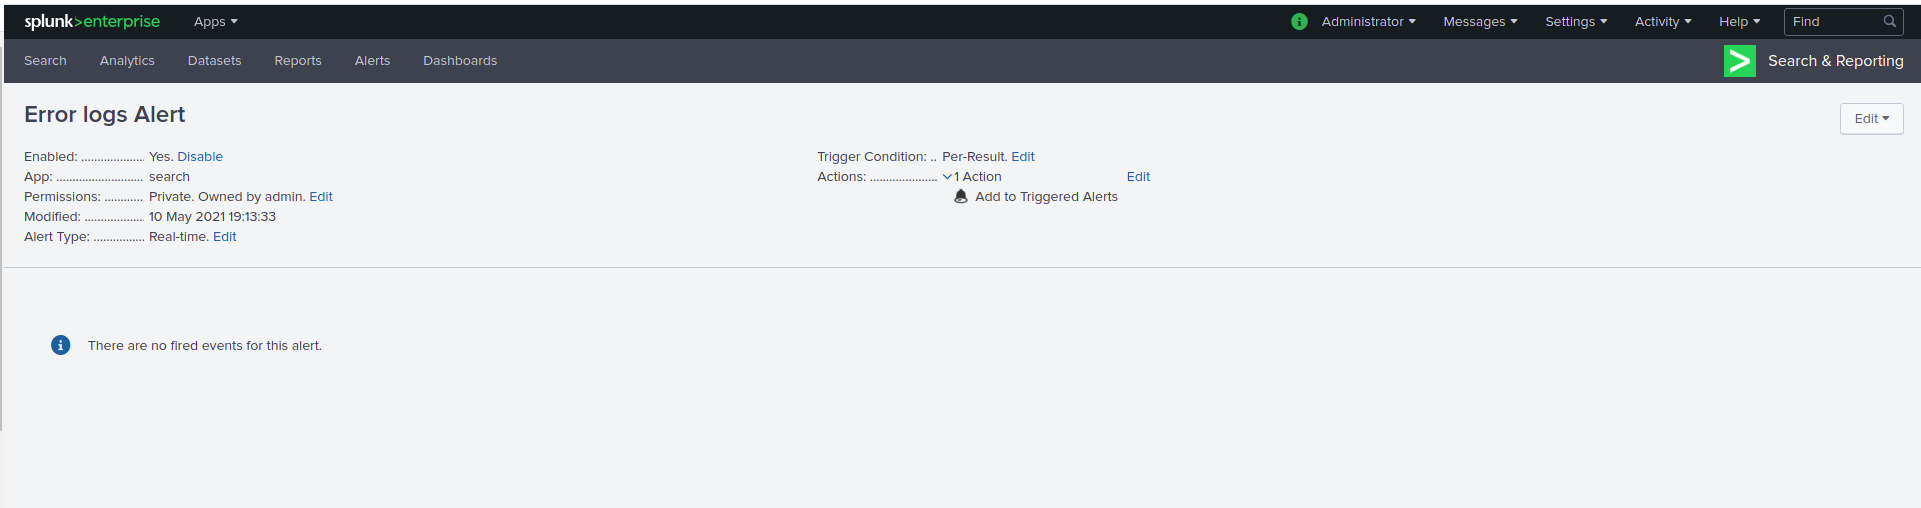 splunk>enterprise Apps Administrator Messages Settings Activity Help Find
Search Analytics Datasets Reports Alerts Dashboards Search & Reporting
Error logs Alert
Edit
Enabled: ................... Yes. Disable
App: ........................... search
Permissions: ............ Private. Owned by admin. Edit
Modified: .................. 10 May 2021 19:13:33
Alert Type: ................ Real-time. Edit
Trigger Condition: .. Per-Result. Edit
Actions: ..................... 1 Action Edit
Add to Triggered Alerts
There are no fired events for this alert.